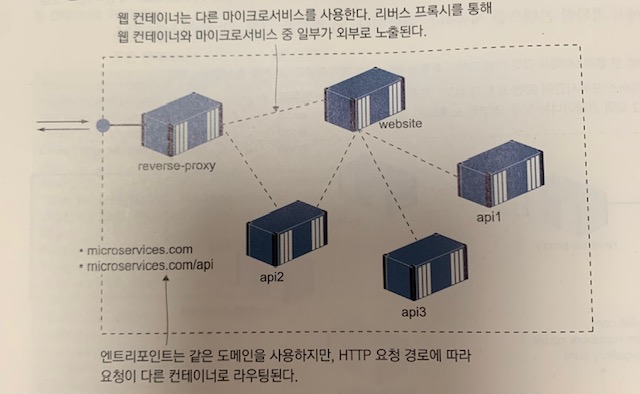 웹 컨테이너는 다른 마이크로서비스를 사용한다. 리버스 프록시를 통해
웹 컨테이너와 마이크로서비스 중 일부가 외부로 노출된다.
website
reverse-proxy
api1
api2
• microservices.com
• microservices.com/api
api3
엔트리포인트는 같은 도메인을 사용하지만, HTTP 요청 경로에 따라
요청이 다른 컨테이너로 라우팅된다.